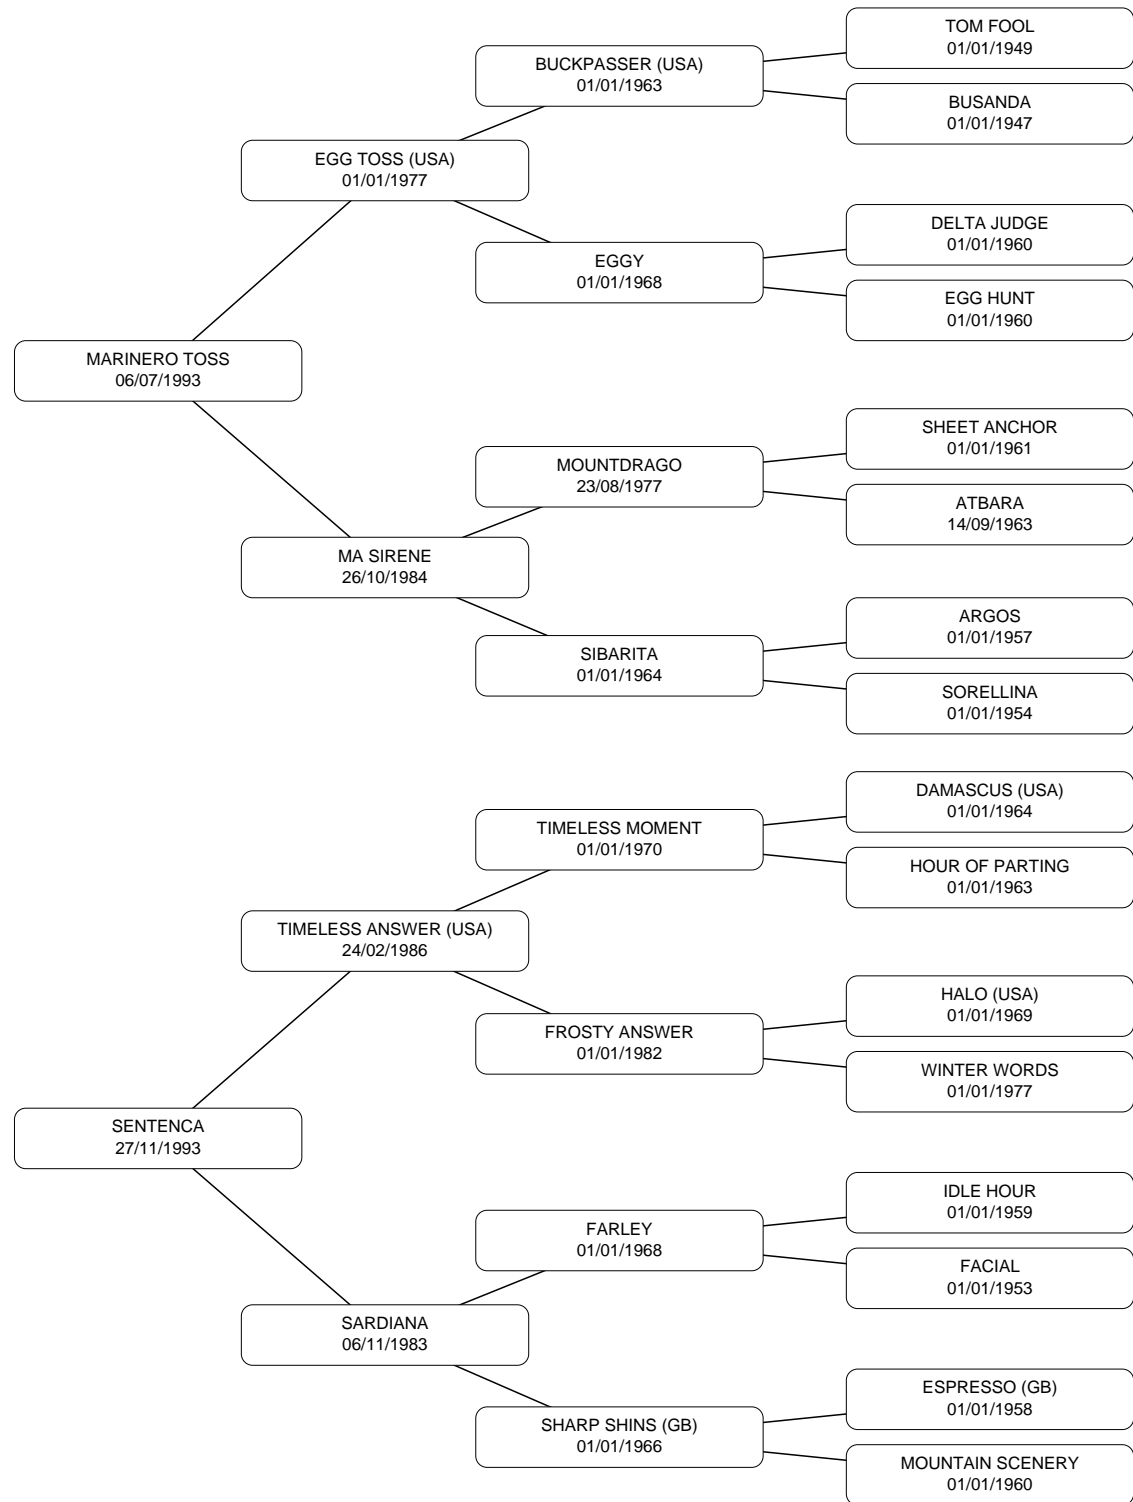 TOM FOOL
01/01/1949
BUCKPASSER (USA)
01/01/1963
BUSANDA
01/01/1947
EGG TOSS (USA)
01/01/1977
DELTA JUDGE
01/01/1960
EGGY
01/01/1968
EGG HUNT
01/01/1960
MARINERO TOSS
06/07/1993
SHEET ANCHOR
01/01/1961
MOUNTDRAGO
23/08/1977
ATBARA
14/09/1963
MA SIRENE
26/10/1984
ARGOS
01/01/1957
SIBARITA
01/01/1964
SORELLINA
01/01/1954
DAMASCUS (USA)
01/01/1964
TIMELESS MOMENT
01/01/1970
HOUR OF PARTING
01/01/1963
TIMELESS ANSWER (USA)
24/02/1986
HALO (USA)
01/01/1969
FROSTY ANSWER
01/01/1982
WINTER WORDS
01/01/1977
SENTENCA
27/11/1993
IDLE HOUR
01/01/1959
FARLEY
01/01/1968
FACIAL
01/01/1953
SARDIANA
06/11/1983
ESPRESSO (GB)
01/01/1958
SHARP SHINS (GB)
01/01/1966
MOUNTAIN SCENERY
01/01/1960